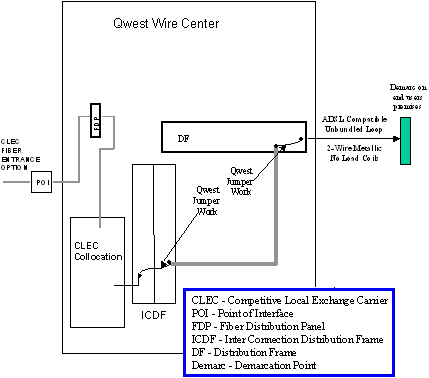 Qwest Wire Center
Demarc on
end users
premises
FDP
DF
ADSL Compatible
Unbundled Loop
2-Wire Metallic
No Load Coils
CLEC
FIBER
ENTRANCE
OPTION
POI
Qwest
Jumper
Work
Qwest
Jumper
Work
CLEC
Collocation
ICDF
CLEC - Competitive Local Exchange Carrier
POI - Point of Interface
FDP - Fiber Distribution Panel
ICDF - Inter Connection Distribution Frame
DF - Distribution Frame
Demarc - Demarcation Point